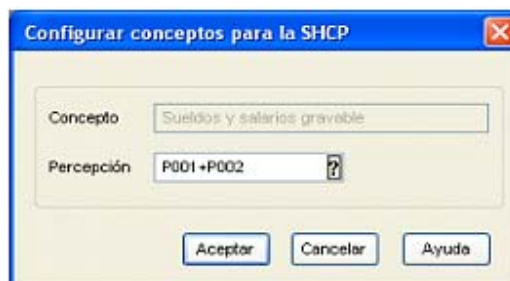 Configurar conceptos para la SHCP
Concepto Sueldos y salarios gravable
Percepción P001+P002 ?
Aceptar Cancelar Ayuda